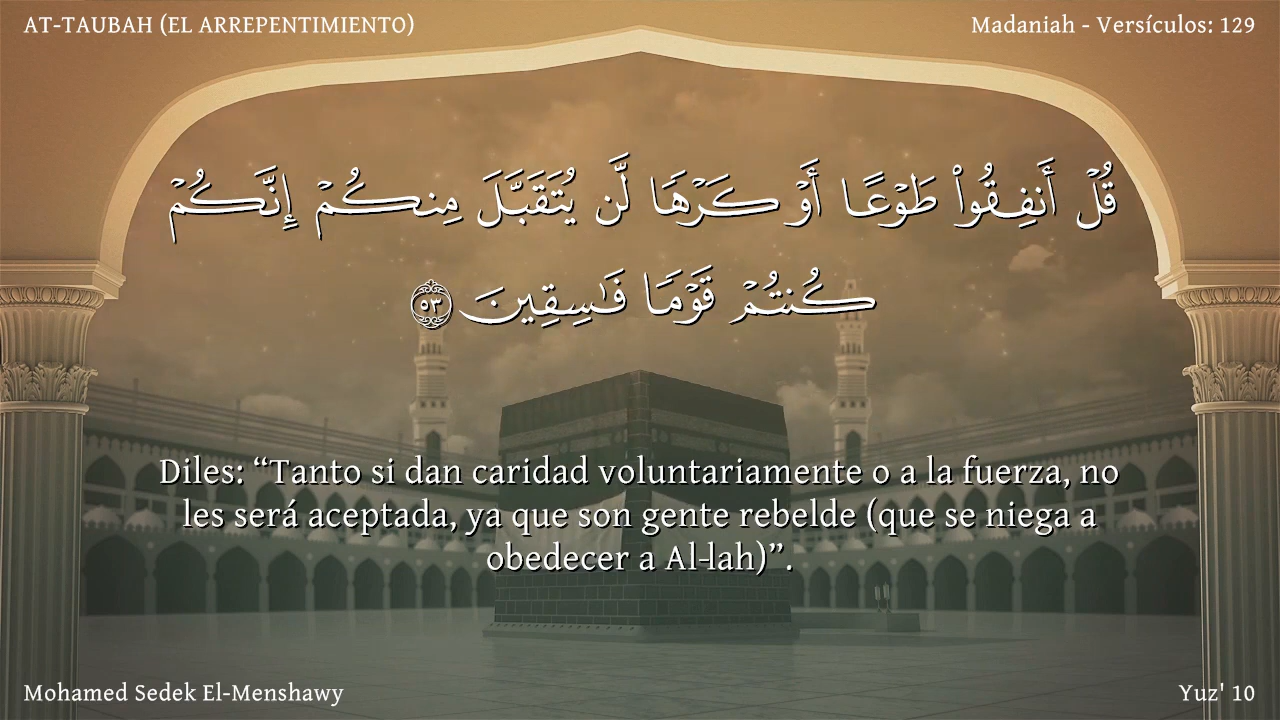 AT-TAUBAH (EL ARREPENTIMIENTO)
Madaniah - Versículos: 129
قُلْ أَنفِقُوا۟ طَوْعًا أَوْ كَرْهًا لَّن يُتَقَبَّلَ مِنكُمْ إِنَّكُمْ
كُنتُمْ قَوْمًا فَـٰسِقِينَ ٥٣
Diles: “Tanto si dan caridad voluntariamente o a la fuerza, no
les será aceptada, ya que son gente rebelde (que se niega a
obedecer a Al-lah)”.
Mohamed Sedek El-Menshawy
Yuz' 10